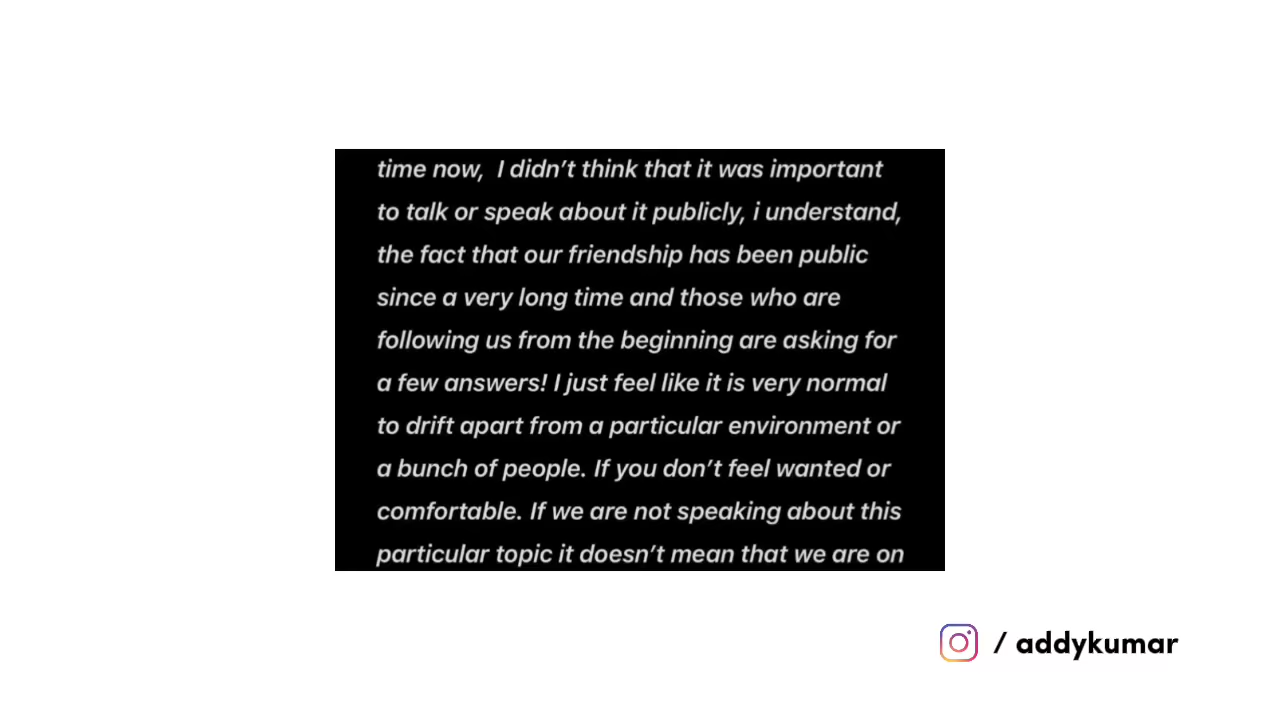 time now,  I didn't think that it was important
to talk or speak about it publicly, i understand,
the fact that our friendship has been public
since a very long time and those who are
following us from the beginning are asking for
a few answers! I just feel like it is very normal
to drift apart from a particular environment or
a bunch of people. If you don't feel wanted or
comfortable. If we are not speaking about this
particular topic it doesn't mean that we are on
/ addykumar